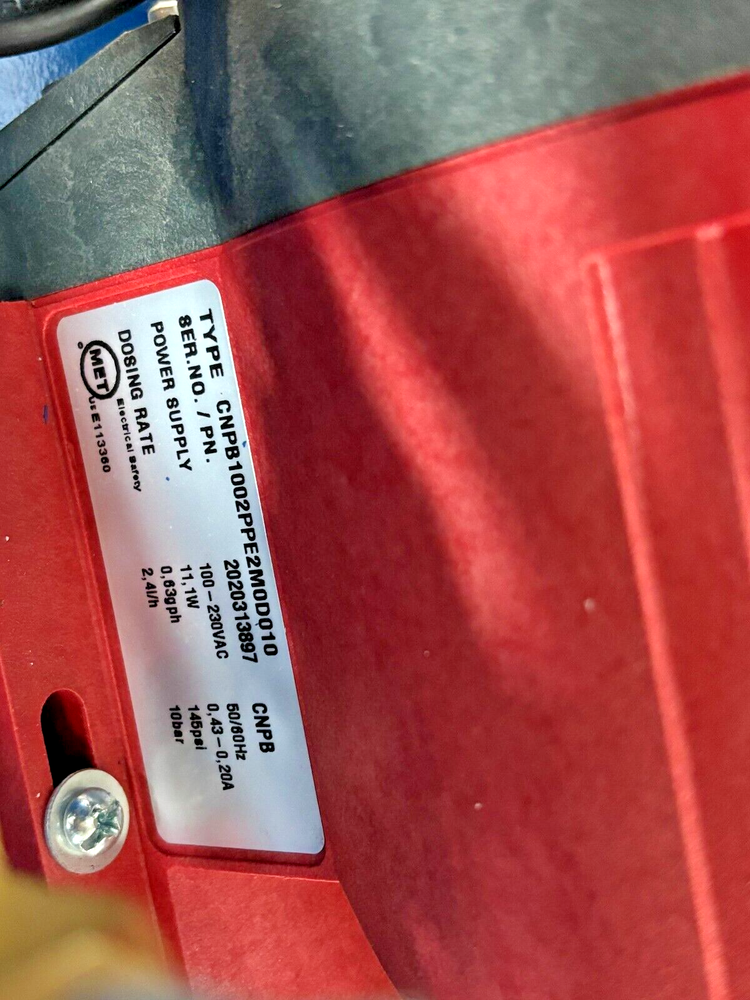 TYPE CNPB1002PPE2M0D010 CNPB
SER.NO. / PN. 2020313897
POWER SUPPLY 100-230VAC 50/60Hz
11,1W 0,43-0,20A
DOSING RATE 0,63gph 145psi
2,4l/h 10bar
MET
c us E113360
Electrical Safety